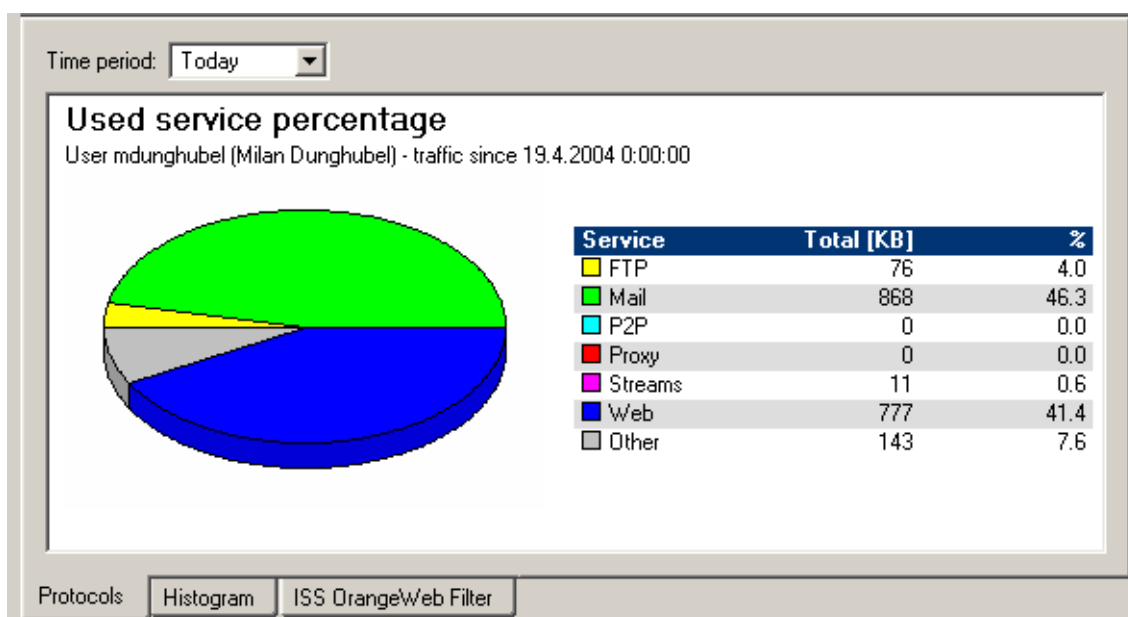 Time period: Today
Used service percentage
User mdunghubel (Milan Dunghubel) - traffic since 19.4.2004 0:00:00
Service Total [KB] %
FTP 76 4.0
Mail 868 46.3
P2P 0 0.0
Proxy 0 0.0
Streams 11 0.6
Web 777 41.4
Other 143 7.6
Protocols Histogram ISS OrangeWeb Filter